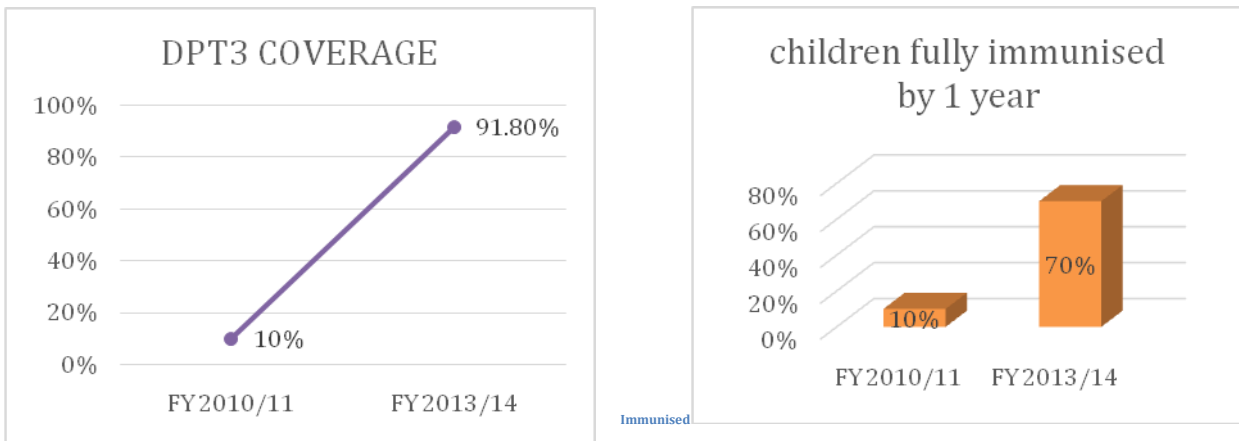 DPT3 COVERAGE
100%
80%
60%
40%
20%
0%
91.80%
10%
FY2010/11 FY2013/14
Immunised
children fully immunised
by 1 year
80%
60%
40%
20%
0%
70%
10%
FY2010/11 FY2013/14